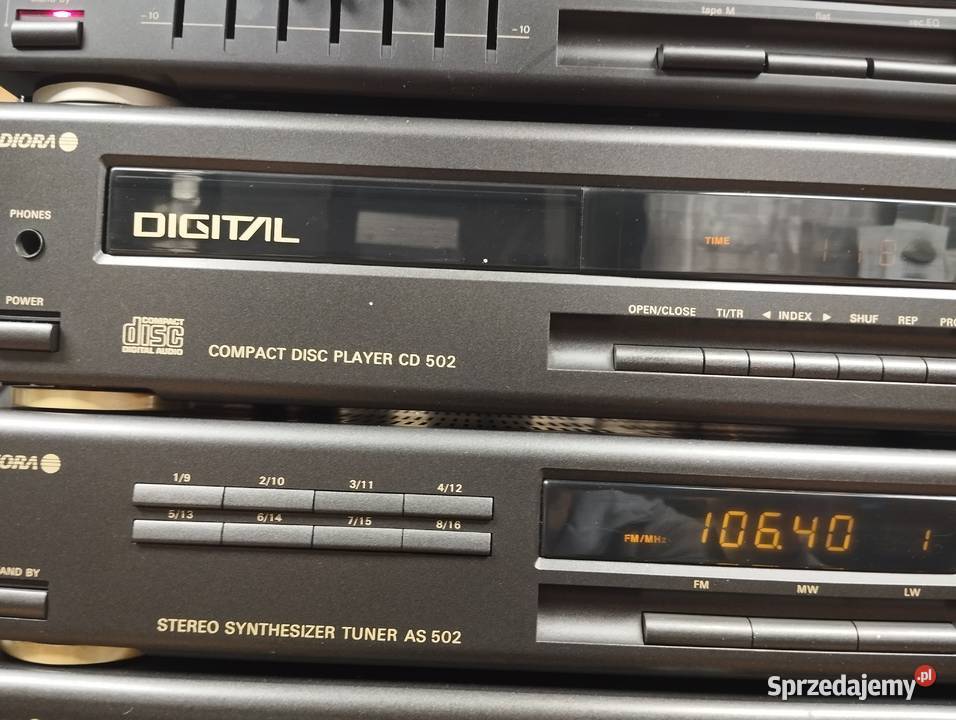 -10
-10
tape M
flat
rec.EQ
DIORA
PHONES
DIGITAL
TIME
POWER
COMPACT
disc
DIGITAL AUDIO
COMPACT DISC PLAYER CD 502
OPEN/CLOSE TI/TR ◀ INDEX ▶ SHUF REP
1/9 2/10 3/11 4/12
5/13 6/14 7/15 8/16
FM/MHz 106.40 1
FM MW LW
STEREO SYNTHESIZER TUNER AS 502
Sprzedajemy.pl